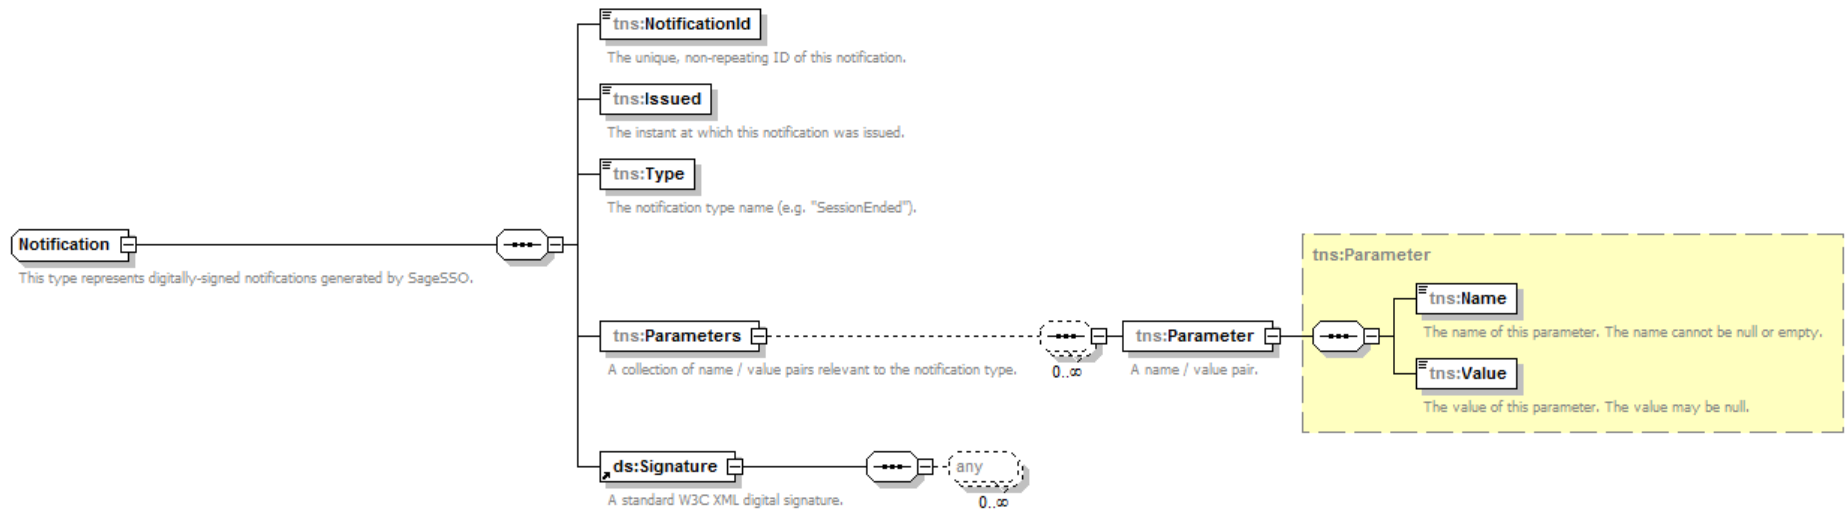 tns:NotificationId
The unique, non-repeating ID of this notification.
tns:Issued
The instant at which this notification was issued.
tns:Type
The notification type name (e.g. "SessionEnded").
Notification
This type represents digitally-signed notifications generated by SageSSO.
tns:Parameters
A collection of name / value pairs relevant to the notification type.
0..∞
tns:Parameter
A name / value pair.
tns:Parameter
tns:Name
The name of this parameter. The name cannot be null or empty.
tns:Value
The value of this parameter. The value may be null.
ds:Signature
A standard W3C XML digital signature.
any
0..∞